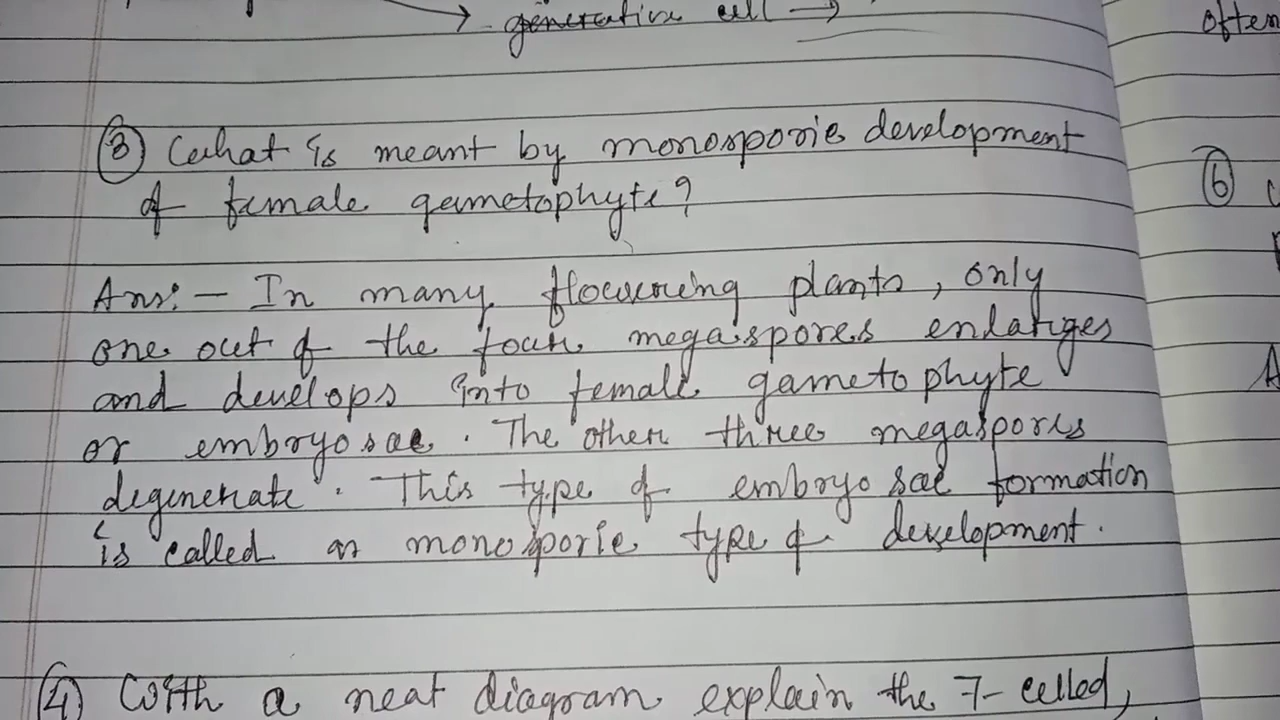 → generative cell →
often
③ What is meant by monosporic development
of female gametophyte?
Ans:- In many flowering plants, only
one out of the four megaspores enlarges
and develops into female gametophyte
or embryosac. The other three megaspores
degenerate. This type of embryo sac formation
is called as monosporic type of development.
④ With a neat diagram explain the 7-celled,
⑥
A